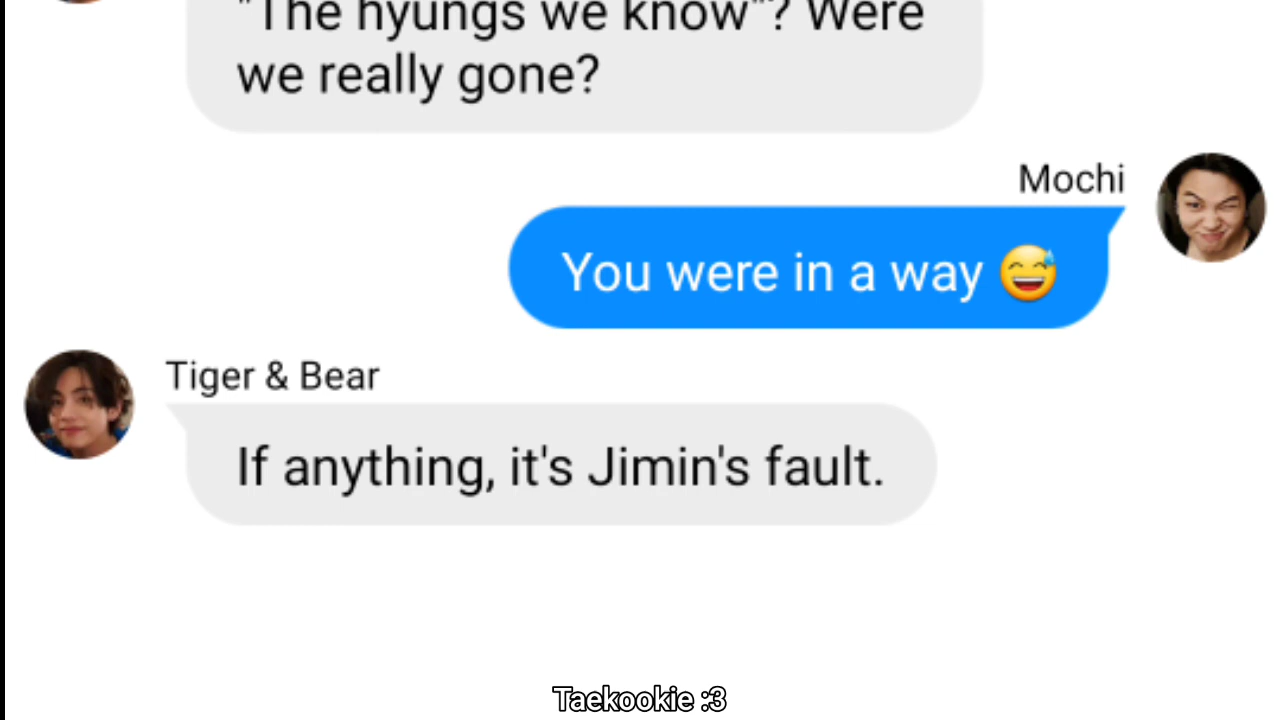 "The hyungs we know"? Were
we really gone?
Mochi
You were in a way 😅
Tiger & Bear
If anything, it's Jimin's fault.
Taekookie :3